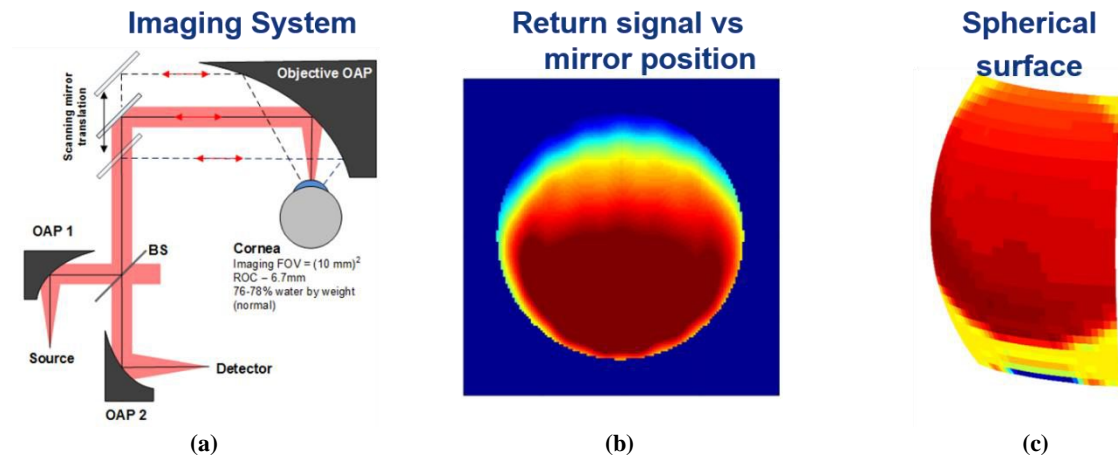 Imaging System
Return signal vs
mirror position
Spherical
surface
Objective OAP
Scanning mirror
translation
OAP 1
BS
Cornea
Imaging FOV = (10 mm)²
ROC – 6.7mm
76-78% water by weight
(normal)
Source
Detector
OAP 2
(a)
(b)
(c)